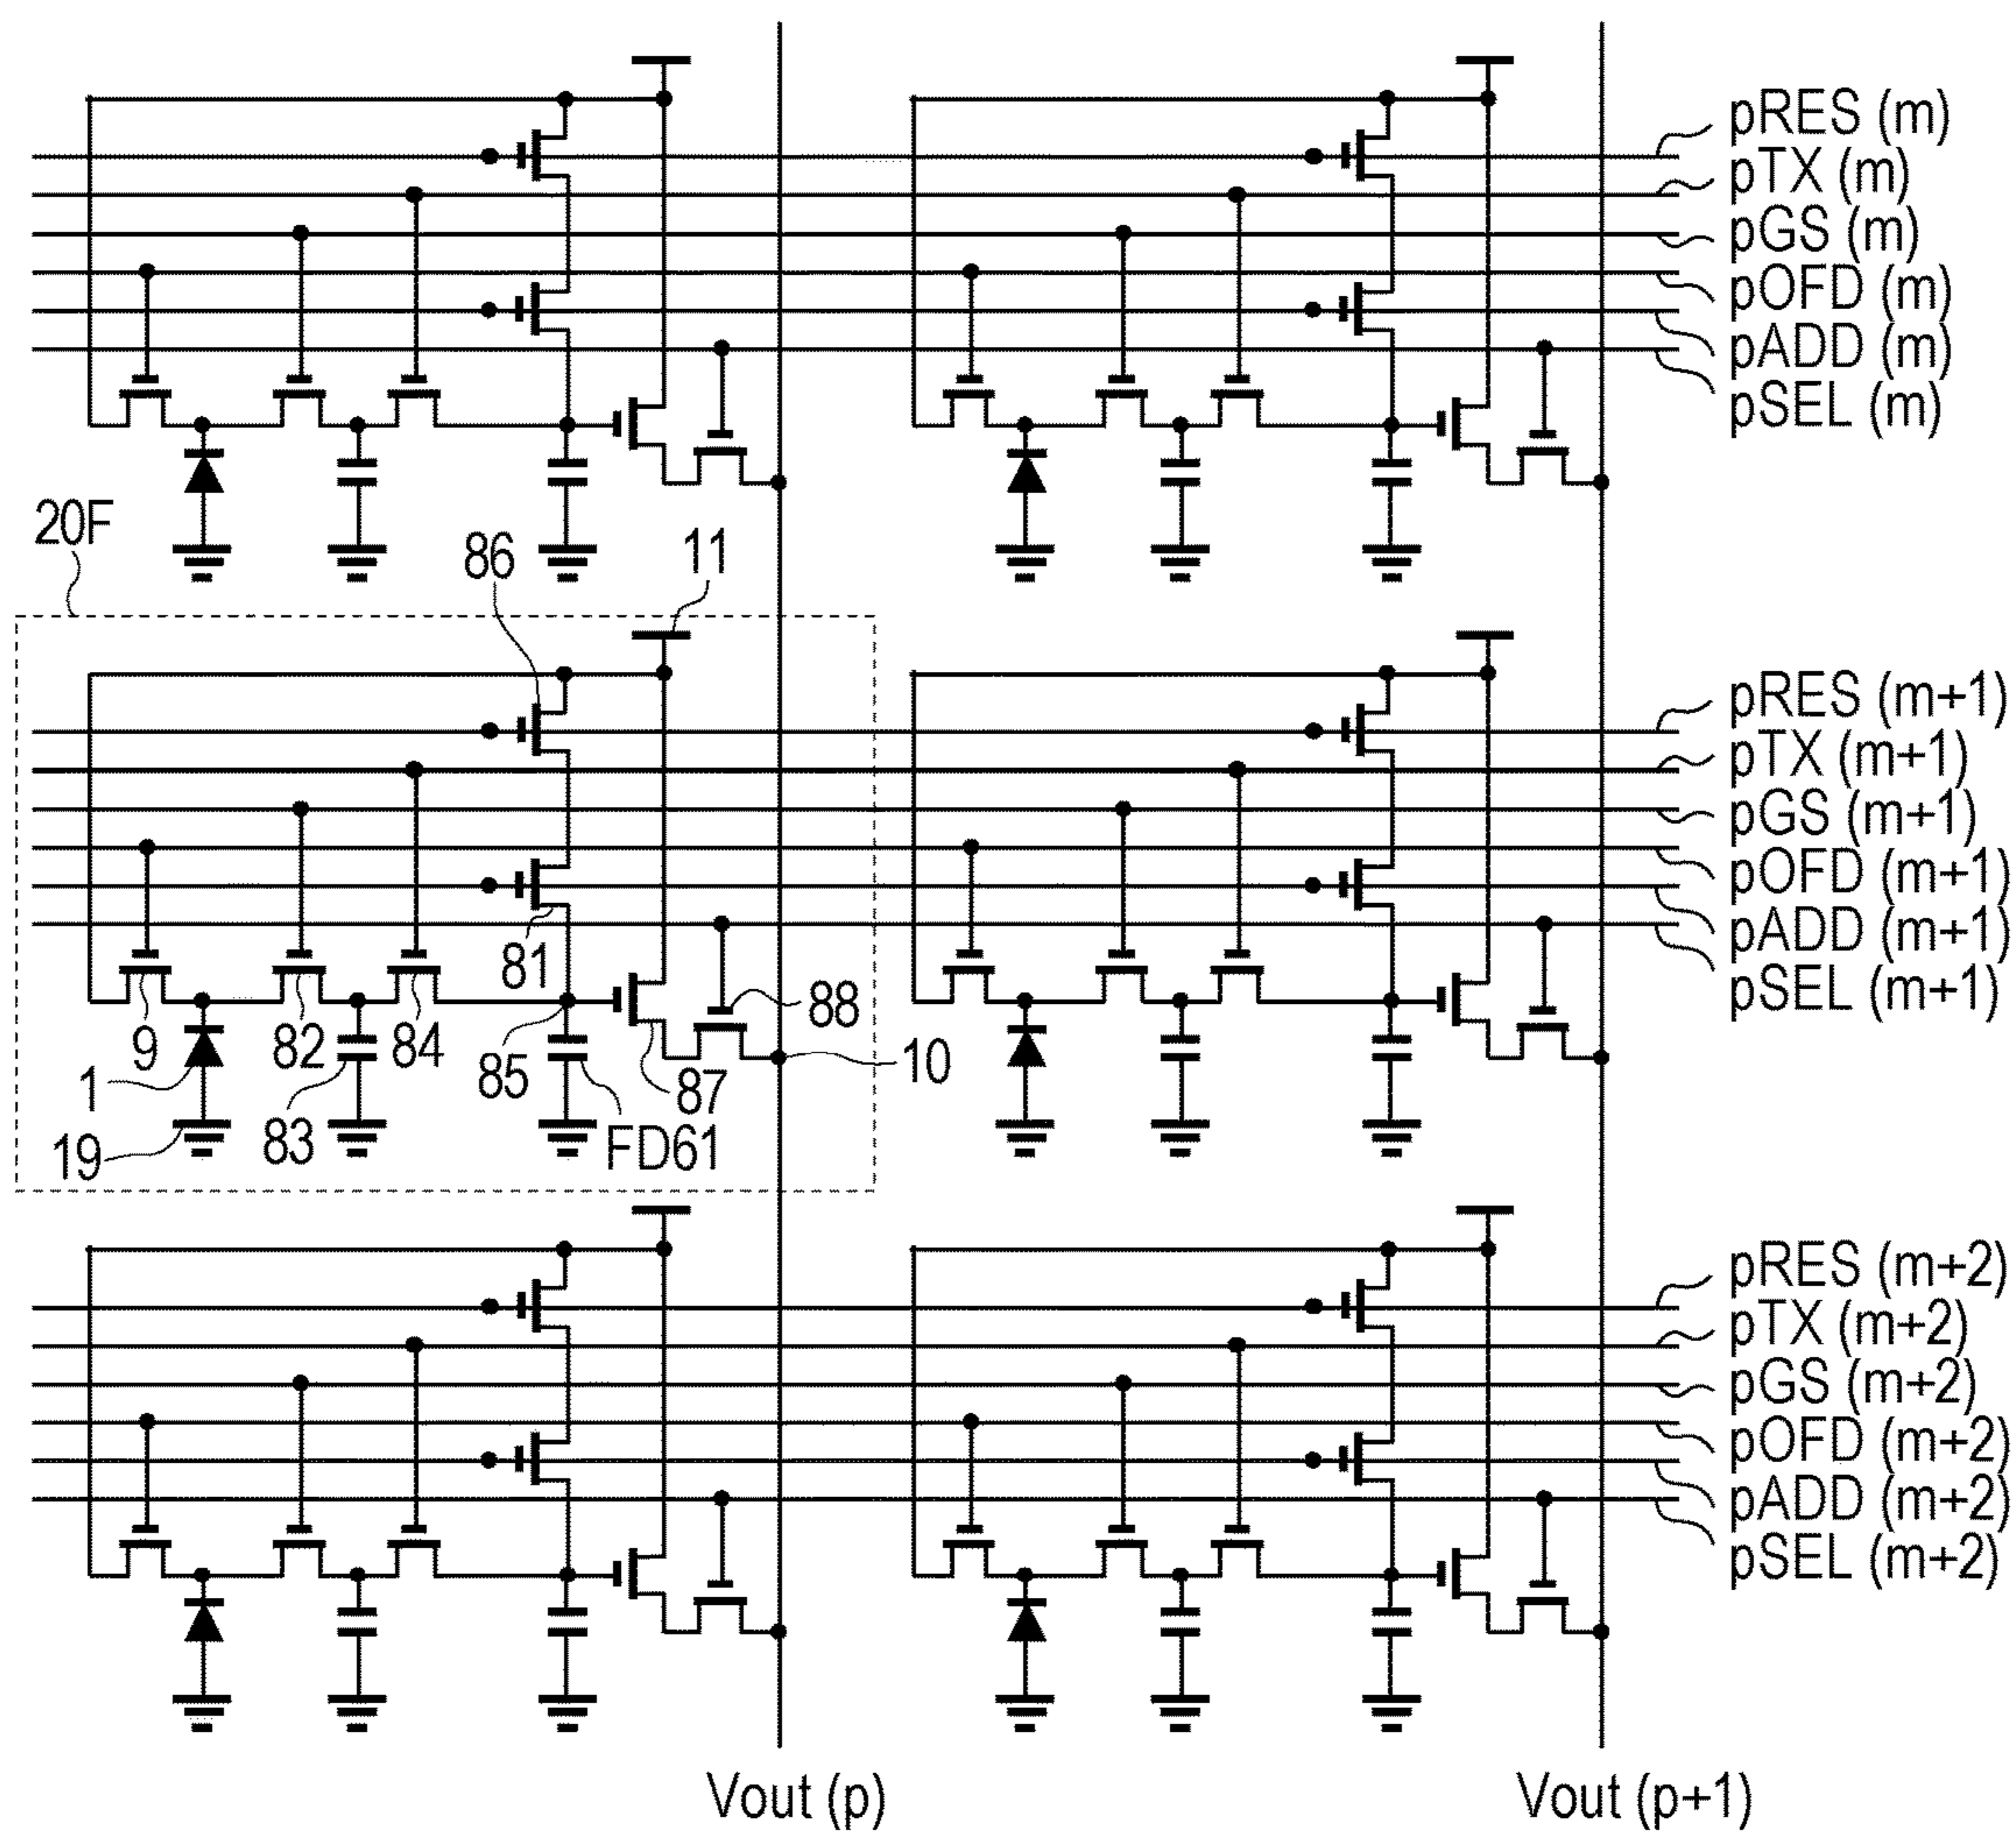 pRES (m)
pTX (m)
pGS (m)
pOFD (m)
pADD (m)
pSEL (m)
20F
86
11
pRES (m+1)
pTX (m+1)
pGS (m+1)
pOFD (m+1)
pADD (m+1)
pSEL (m+1)
81
88
9
82
84
85
10
1
87
83
FD61
19
pRES (m+2)
pTX (m+2)
pGS (m+2)
pOFD (m+2)
pADD (m+2)
pSEL (m+2)
Vout (p)
Vout (p+1)